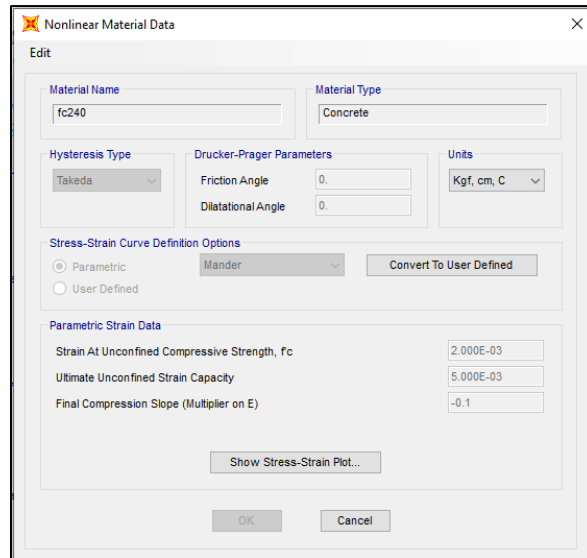 Nonlinear Material Data
Edit
Material Name
Material Type
fc240
Concrete
Hysteresis Type
Drucker-Prager Parameters
Units
Takeda
Friction Angle
0.
Kgf, cm, C
Dilatational Angle
0.
Stress-Strain Curve Definition Options
Parametric
Mander
Convert To User Defined
User Defined
Parametric Strain Data
Strain At Unconfined Compressive Strength, f'c
2.000E-03
Ultimate Unconfined Strain Capacity
5.000E-03
Final Compression Slope (Multiplier on E)
-0.1
Show Stress-Strain Plot...
OK
Cancel